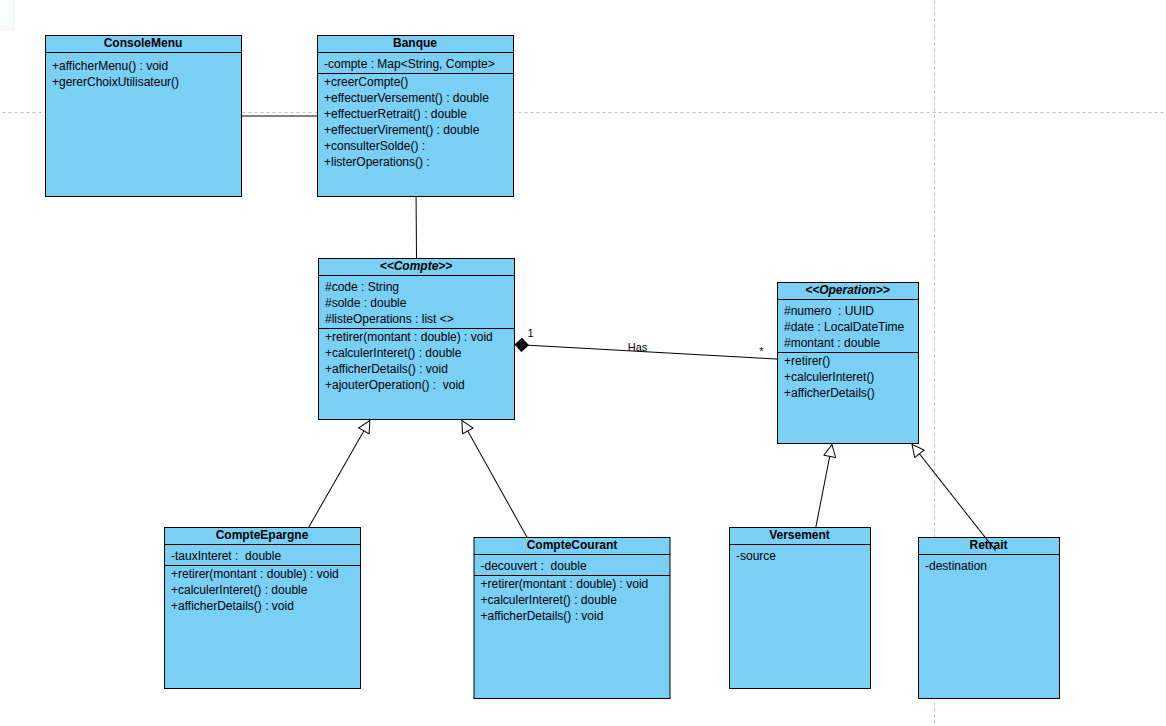 ConsoleMenu
+afficherMenu() : void
+gererChoixUtilisateur()
Banque
-compte : Map<String, Compte>
+creerCompte()
+effectuerVersement() : double
+effectuerRetrait() : double
+effectuerVirement() : double
+consulterSolde() :
+listerOperations() :
<<Compte>>
#code : String
#solde : double
#listeOperations : list <>
+retirer(montant : double) : void
+calculerInteret() : double
+afficherDetails() : void
+ajouterOperation() :  void
1
Has
*
<<Operation>>
#numero  : UUID
#date : LocalDateTime
#montant : double
+retirer()
+calculerInteret()
+afficherDetails()
CompteEpargne
-tauxInteret :  double
+retirer(montant : double) : void
+calculerInteret() : double
+afficherDetails() : void
CompteCourant
-decouvert :  double
+retirer(montant : double) : void
+calculerInteret() : double
+afficherDetails() : void
Versement
-source
Retrait
-destination